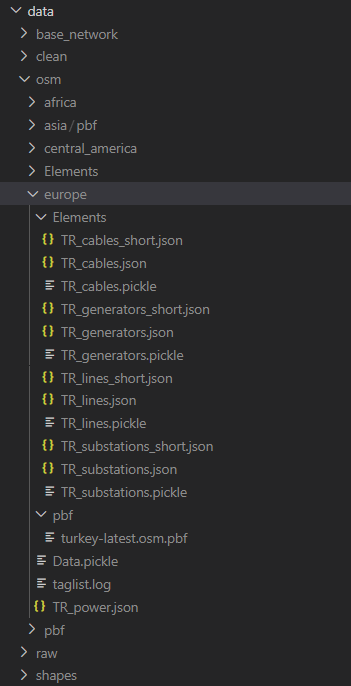 data
base_network
clean
osm
africa
asia/pbf
central_america
Elements
europe
Elements
TR_cables_short.json
TR_cables.json
TR_cables.pickle
TR_generators_short.json
TR_generators.json
TR_generators.pickle
TR_lines_short.json
TR_lines.json
TR_lines.pickle
TR_substations_short.json
TR_substations.json
TR_substations.pickle
pbf
turkey-latest.osm.pbf
Data.pickle
taglist.log
TR_power.json
pbf
raw
shapes